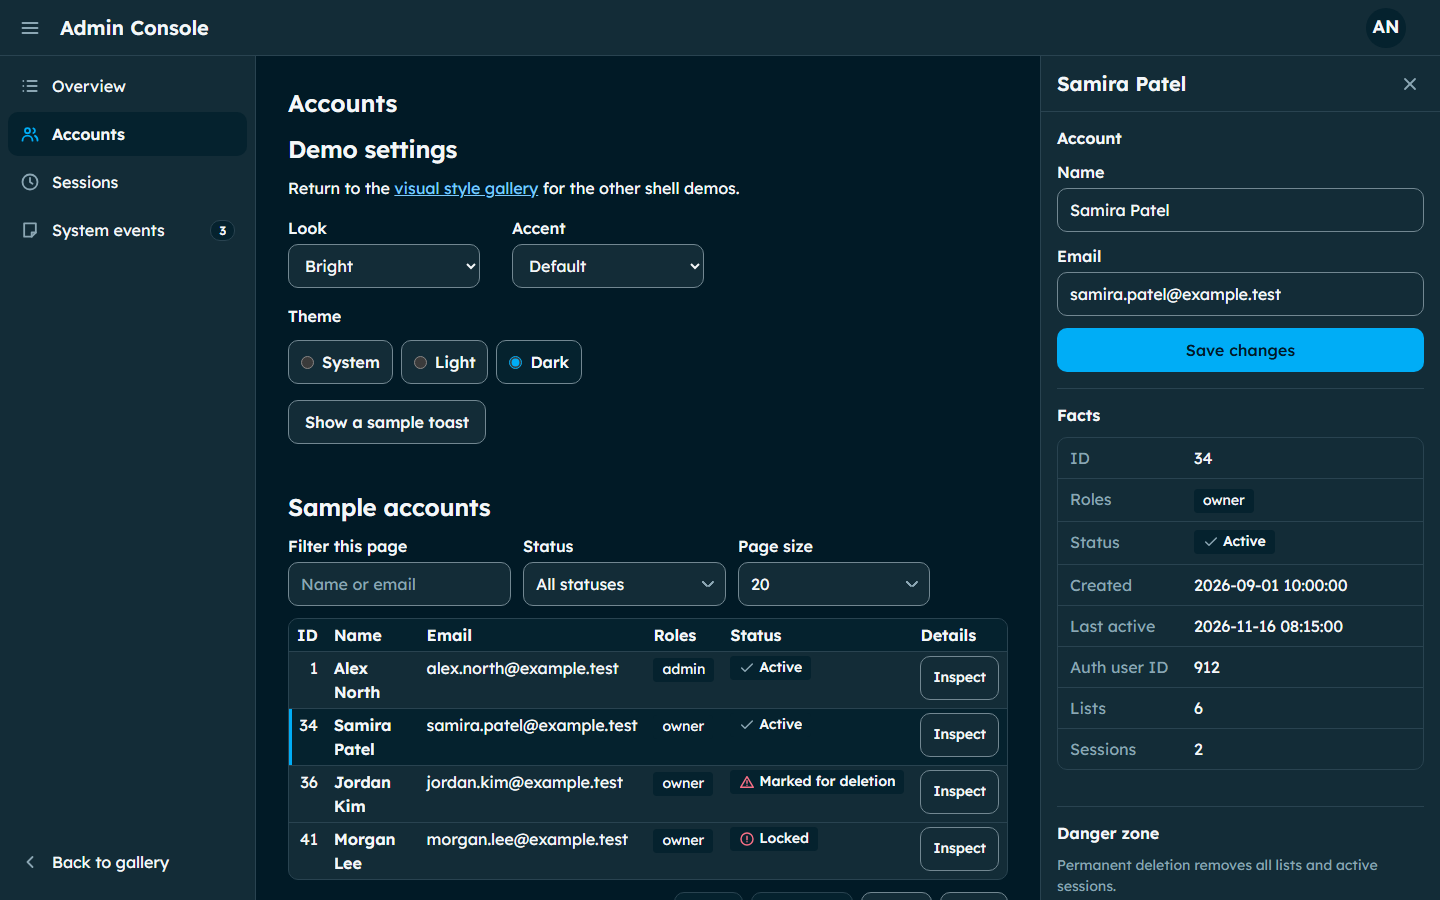 Admin Console
AN
Overview
Accounts
Sessions
System events
3
Back to gallery
Accounts
Demo settings
Return to the visual style gallery for the other shell demos.
Look
Accent
Bright
Default
Theme
System
Light
Dark
Show a sample toast
Sample accounts
Filter this page
Status
Page size
Name or email
All statuses
20
ID Name Email Roles Status Details
1 Alex North alex.north@example.test admin Active Inspect
34 Samira Patel samira.patel@example.test owner Active Inspect
36 Jordan Kim jordan.kim@example.test owner Marked for deletion Inspect
41 Morgan Lee morgan.lee@example.test owner Locked Inspect
Samira Patel
Account
Name
Samira Patel
Email
samira.patel@example.test
Save changes
Facts
ID 34
Roles owner
Status Active
Created 2026-09-01 10:00:00
Last active 2026-11-16 08:15:00
Auth user ID 912
Lists 6
Sessions 2
Danger zone
Permanent deletion removes all lists and active
sessions.